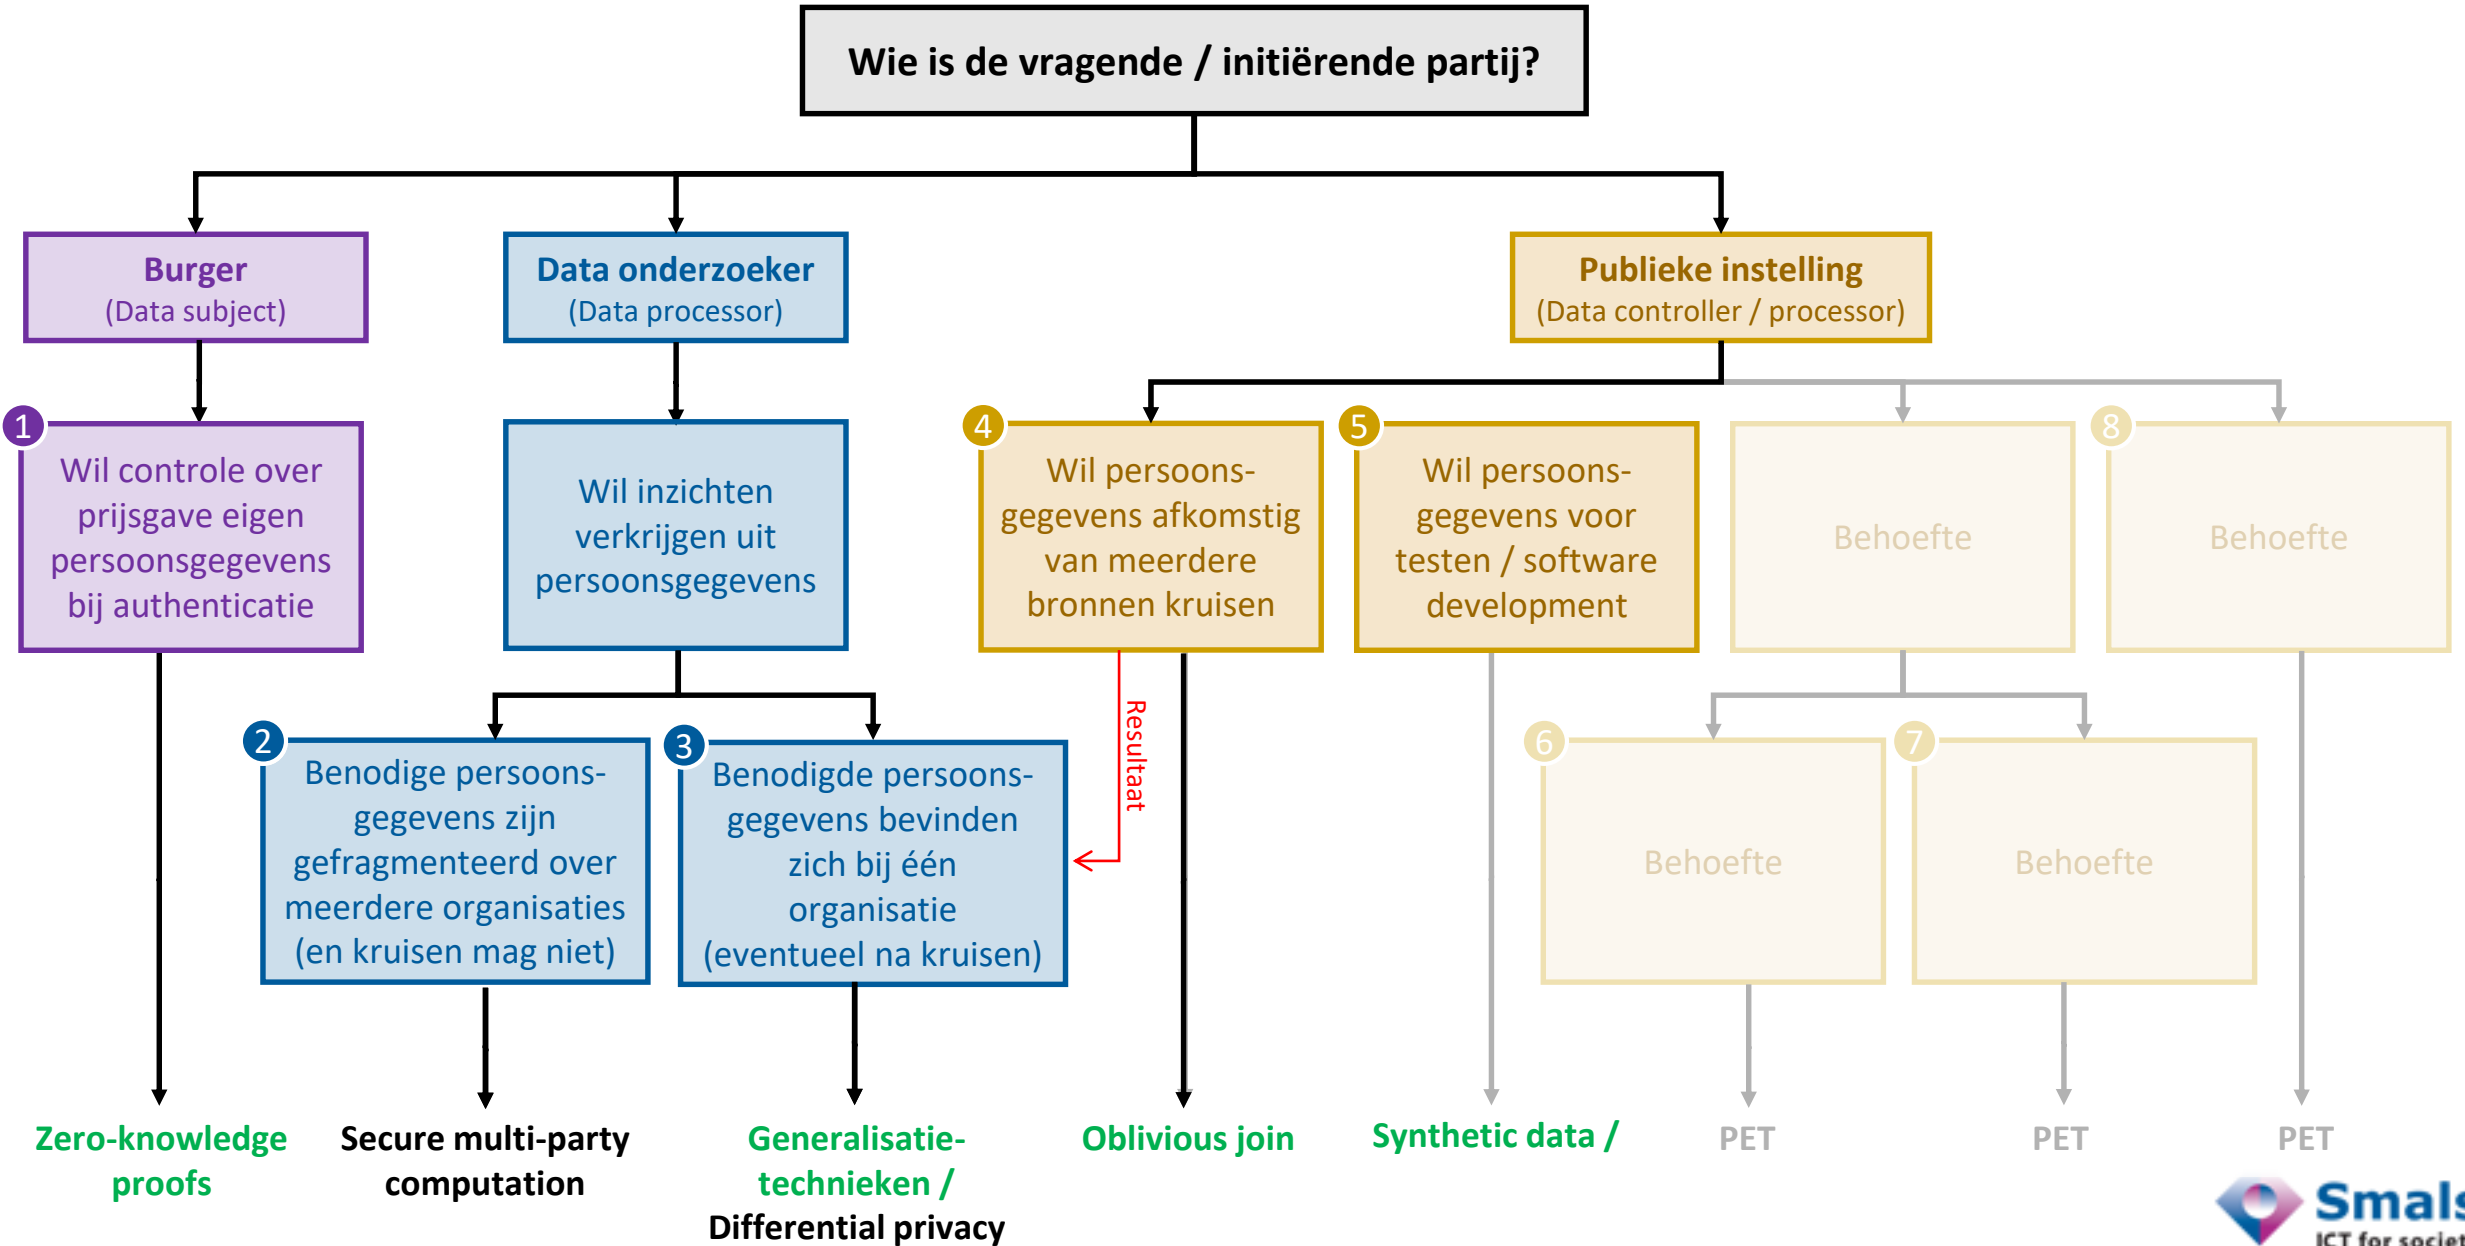 Wie is de vragende / initiërende partij?
Burger
(Data subject)
Data onderzoeker
(Data processor)
Publieke instelling
(Data controller / processor)
1
Wil controle over
prijsgave eigen
persoonsgegevens
bij authenticatie
Wil inzichten
verkrijgen uit
persoonsgegevens
4
Wil persoons-
gegevens afkomstig
van meerdere
bronnen kruisen
5
Wil persoons-
gegevens voor
testen / software
development
Behoefte
8
Behoefte
Resultaat
2
Benodige persoons-
gegevens zijn
gefragmenteerd over
meerdere organisaties
(en kruisen mag niet)
3
Benodigde persoons-
gegevens bevinden
zich bij één
organisatie
(eventueel na kruisen)
6
Behoefte
7
Behoefte
Zero-knowledge
proofs
Secure multi-party
computation
Generalisatie-
technieken /
Differential privacy
Oblivious join
Synthetic data /
PET
PET
PET
Smals
ICT for societ